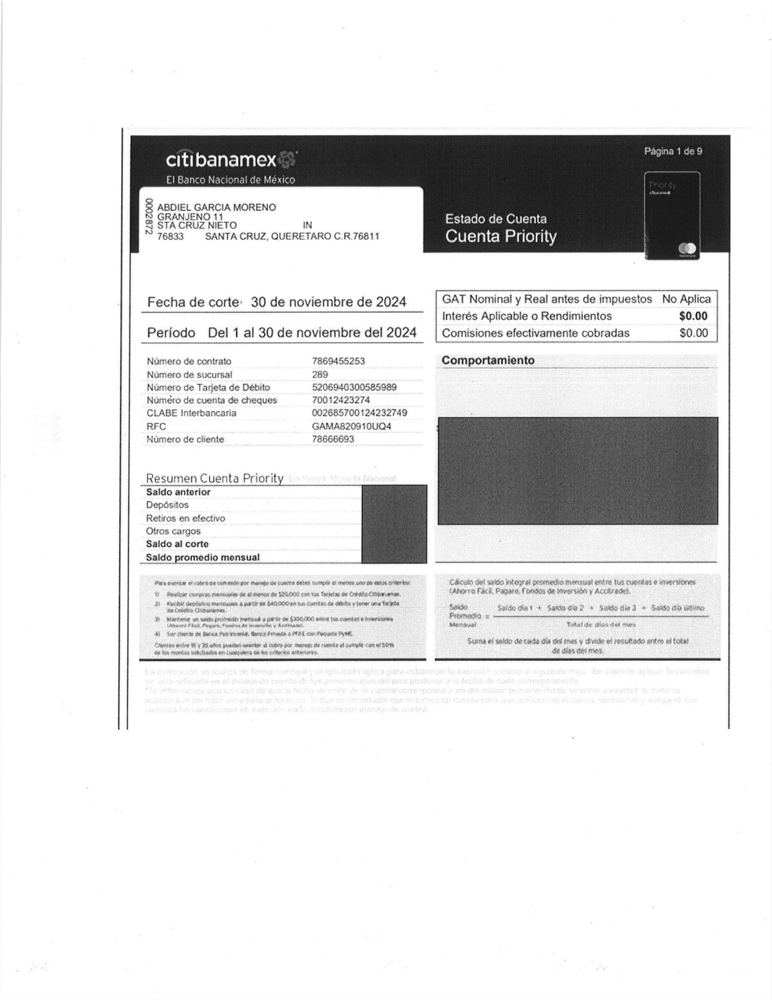 citibanamex
El Banco Nacional de México
Página 1 de 9
Priority
0002872
ABDIEL GARCIA MORENO
GRANJENO 11
STA CRUZ NIETO IN
76833 SANTA CRUZ, QUERETARO C.R.76811
Estado de Cuenta
Cuenta Priority
Fecha de corte 30 de noviembre de 2024
Período Del 1 al 30 de noviembre del 2024
GAT Nominal y Real antes de impuestos No Aplica
Interés Aplicable o Rendimientos $0.00
Comisiones efectivamente cobradas $0.00
Número de contrato 7869455253
Número de sucursal 289
Número de Tarjeta de Débito 5206940300585989
Número de cuenta de cheques 70012423274
CLABE Interbancaria 002685700124232749
RFC GAMA820910UQ4
Número de cliente 78666693
Comportamiento
Resumen Cuenta Priority En Pesos Moneda Nacional
Saldo anterior
Depósitos
Retiros en efectivo
Otros cargos
Saldo al corte
Saldo promedio mensual
Para exentar el cobro de comisión por manejo de cuenta debes cumplir al menos uno de estos criterios:
1) Realizar compras mensuales de al menos de $20,000 con tus Tarjetas de Crédito Citibanamex.
2) Recibir depósitos mensuales a partir de $40,000 en tus cuentas de débito y tener una Tarjeta
de Crédito Citibanamex.
3) Mantener un saldo promedio mensual a partir de $300,000 entre tus cuentas e inversiones
(Ahorro Fácil, Pagare, Fondos de Inversión y Accitrade).
4) Ser cliente de Banca Patrimonial, Banca Privada o PFAE con Paquete PyME.
Clientes entre 18 y 25 años pueden exentar el cobro por manejo de cuenta al cumplir con el 50%
de los montos solicitados en cualquiera de los criterios anteriores.
Cálculo del saldo integral promedio mensual entre tus cuentas e inversiones
(Ahorro Fácil, Pagare, Fondos de Inversión y Accitrade).
Saldo Promedio Mensual = Saldo día 1 + Saldo día 2 + Saldo día 3 + Saldo día último
Total de días del mes
Suma el saldo de cada día del mes y divide el resultado entre el total
de días del mes.
La evaluación se realiza de forma mensual y el resultado aplica para establecer la exención o cobro al siguiente mes. En caso de aplicar, la comisión
se verá reflejada en el estado de cuenta de los primeros días del mes posterior a la fecha de corte correspondiente
*Te informamos que en caso de que la fecha de corte de tu cuenta corresponda a un día inhábil bancario (fin de semana o asueto), el corte se
recorrerá al día hábil inmediato anterior por lo que es importante que lo tomes en cuenta para que realices las acciones necesarias y asegures que
cumples las condiciones de exención de la comisión por manejo de cuenta